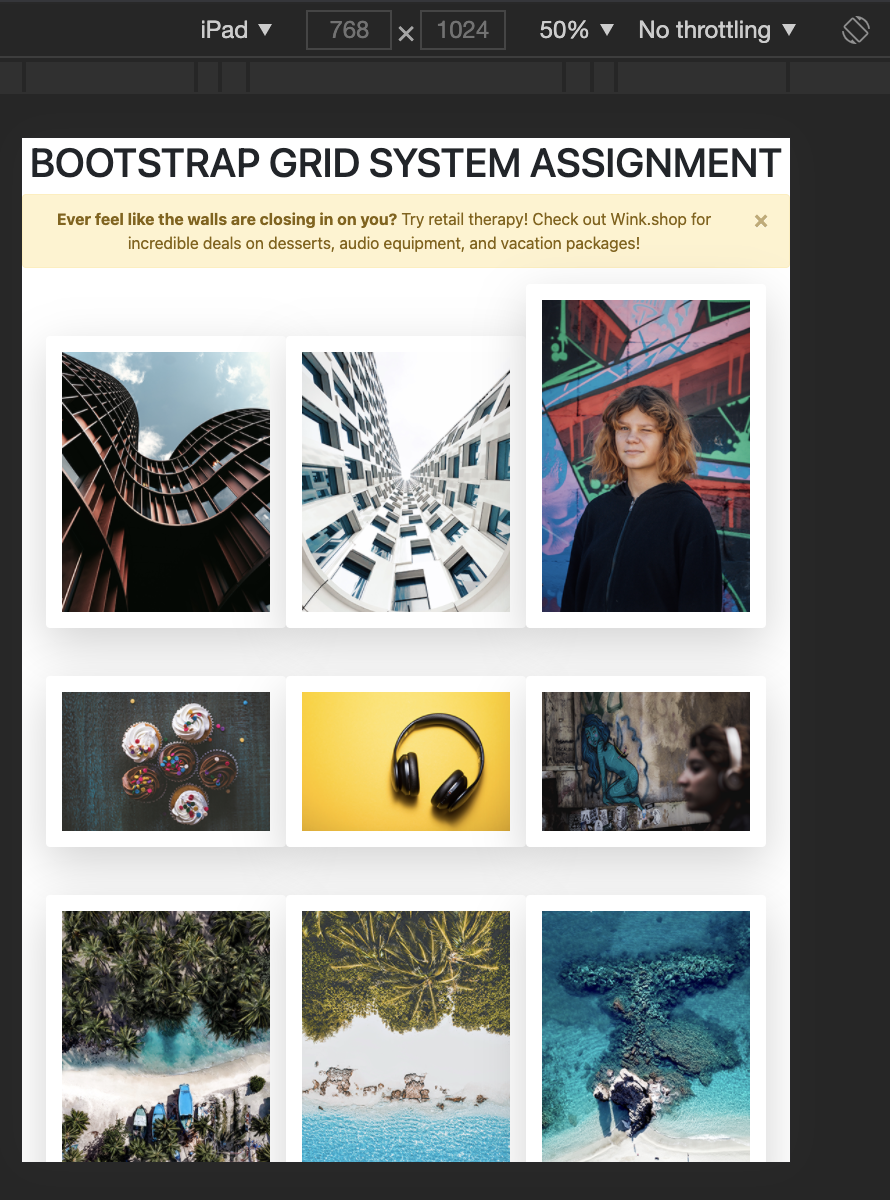 iPad ▼ 768 × 1024 50% ▼ No throttling ▼
BOOTSTRAP GRID SYSTEM ASSIGNMENT
Ever feel like the walls are closing in on you? Try retail therapy! Check out Wink.shop for ×
incredible deals on desserts, audio equipment, and vacation packages!